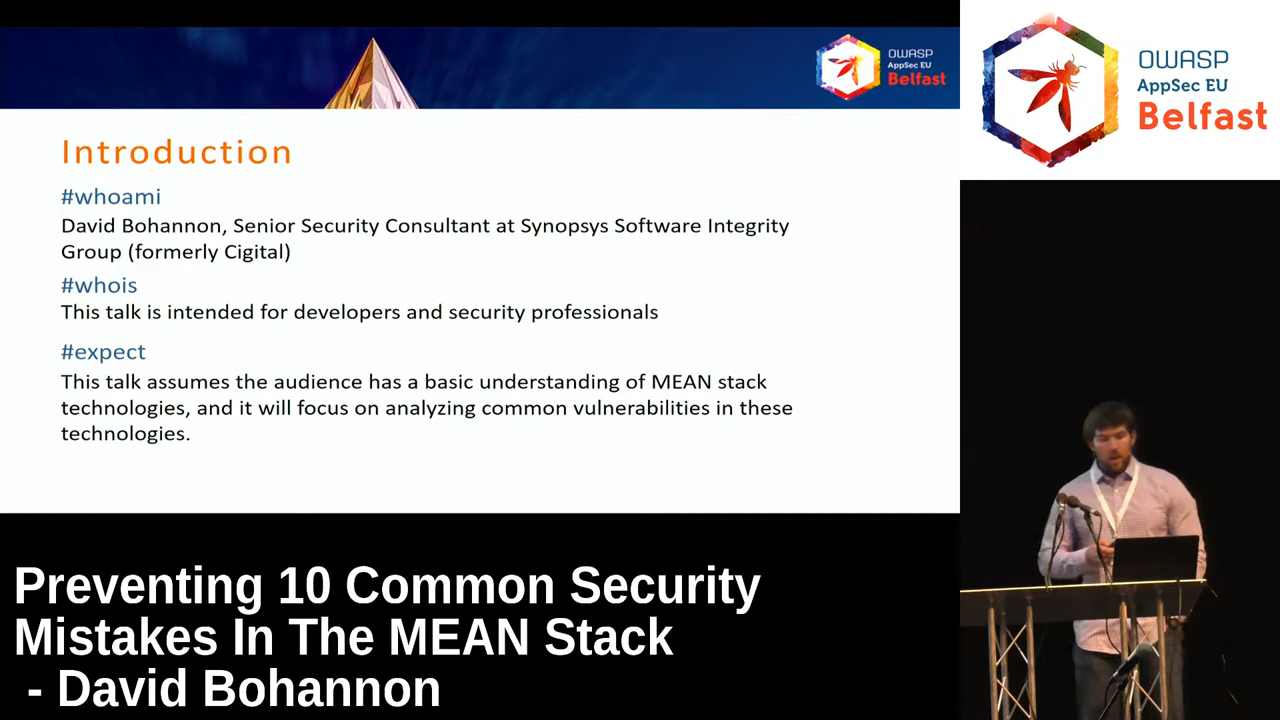 OWASP
AppSec EU
Belfast
OWASP
AppSec EU
Belfast
Introduction
#whoami
David Bohannon, Senior Security Consultant at Synopsys Software Integrity
Group (formerly Cigital)
#whois
This talk is intended for developers and security professionals
#expect
This talk assumes the audience has a basic understanding of MEAN stack
technologies, and it will focus on analyzing common vulnerabilities in these
technologies.
Preventing 10 Common Security
Mistakes In The MEAN Stack
- David Bohannon